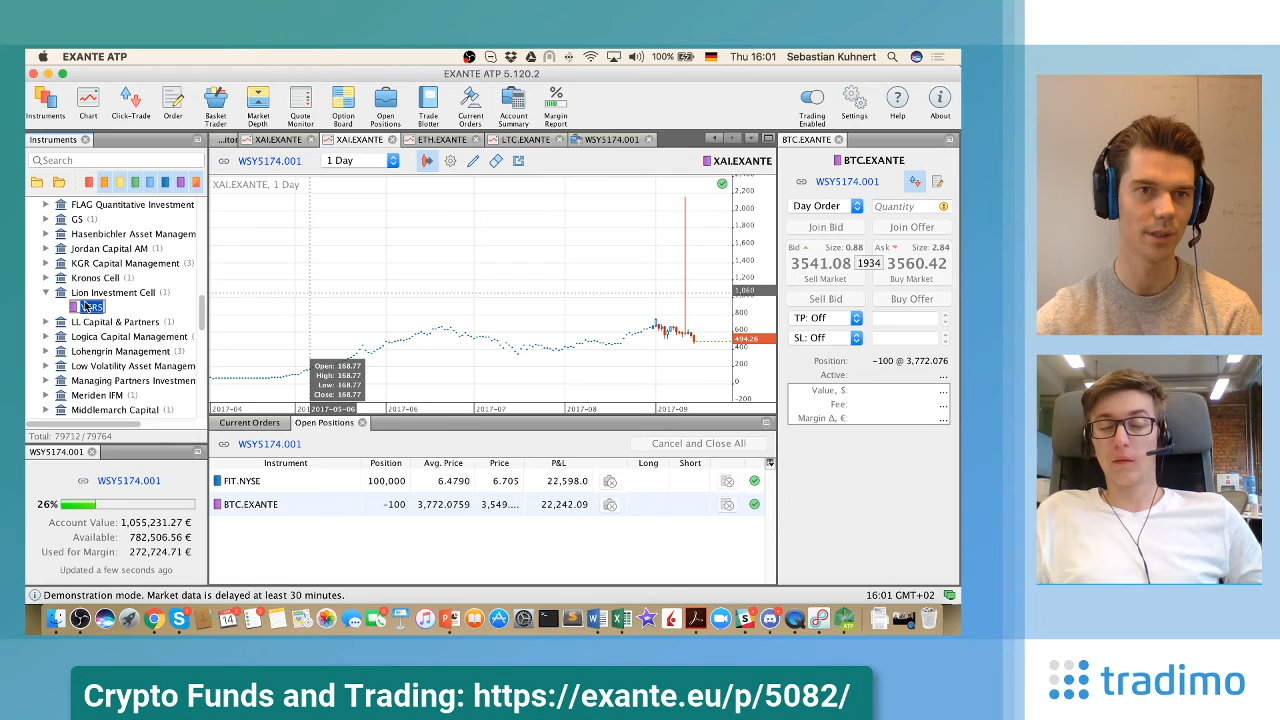 EXANTE ATP
100%
Thu 16:01
Sebastian Kuhnert
EXANTE ATP 5.120.2
Instruments
Chart
Click-Trade
Order
Basket Trader
Market Depth
Quote Monitor
Option Board
Open Positions
Trade Blotter
Current Orders
Account Summary
Margin Report
Trading Enabled
Settings
Help
About
Instruments
Search
FLAG Quantitative Investment
GS (1)
Hasenbichler Asset Managem
Jordan Capital AM (1)
KGR Capital Management (3)
Kronos Cell (1)
Lion Investment Cell (1)
LL Capital & Partners (1)
Logica Capital Management
Lohengrin Management (3)
Low Volatility Asset Managem
Managing Partners Investmen
Meriden IFM (1)
Middlemarch Capital (1)
Total: 79712/79764
WSY5174.001
WSY5174.001
26%
Account Value: 1,055,231.27 €
Available: 782,506.56 €
Used for Margin: 272,724.71 €
Updated a few seconds ago
...itor
XAI.EXANTE
XAI.EXANTE
ETH.EXANTE
LTC.EXANTE
WSY5174.001
WSY5174.001
1 Day
XAI.EXANTE
XAI.EXANTE, 1 Day
2,200
2,000
1,800
1,600
1,400
1,200
1,060
800
600
494.26
400
200
0
-200
Open: 168.77
High: 168.77
Low: 168.77
Close: 168.77
2017-04
2017-05-06
2017-06
2017-07
2017-08
2017-09
Current Orders
Open Positions
WSY5174.001
Cancel and Close All
Instrument Position Avg. Price Price P&L Long Short
FIT.NYSE 100,000 6.4790 6.705 22,598.0
BTC.EXANTE -100 3,772.0759 3,549.... 22,242.09
BTC.EXANTE
BTC.EXANTE
WSY5174.001
Day Order
Quantity
Join Bid
Join Offer
Bid Size: 0.88 Ask Size: 2.84
3541.08 1934 3560.42
Sell Market
Buy Market
Sell Bid
Buy Offer
TP: Off
SL: Off
Position: -100 @ 3,772.076
Active: ...
Value, $: ...
Fee: ...
Margin Δ, €: ...
Demonstration mode. Market data is delayed at least 30 minutes.
16:01 GMT+02
Crypto Funds and Trading: https://exante.eu/p/5082/
tradimo